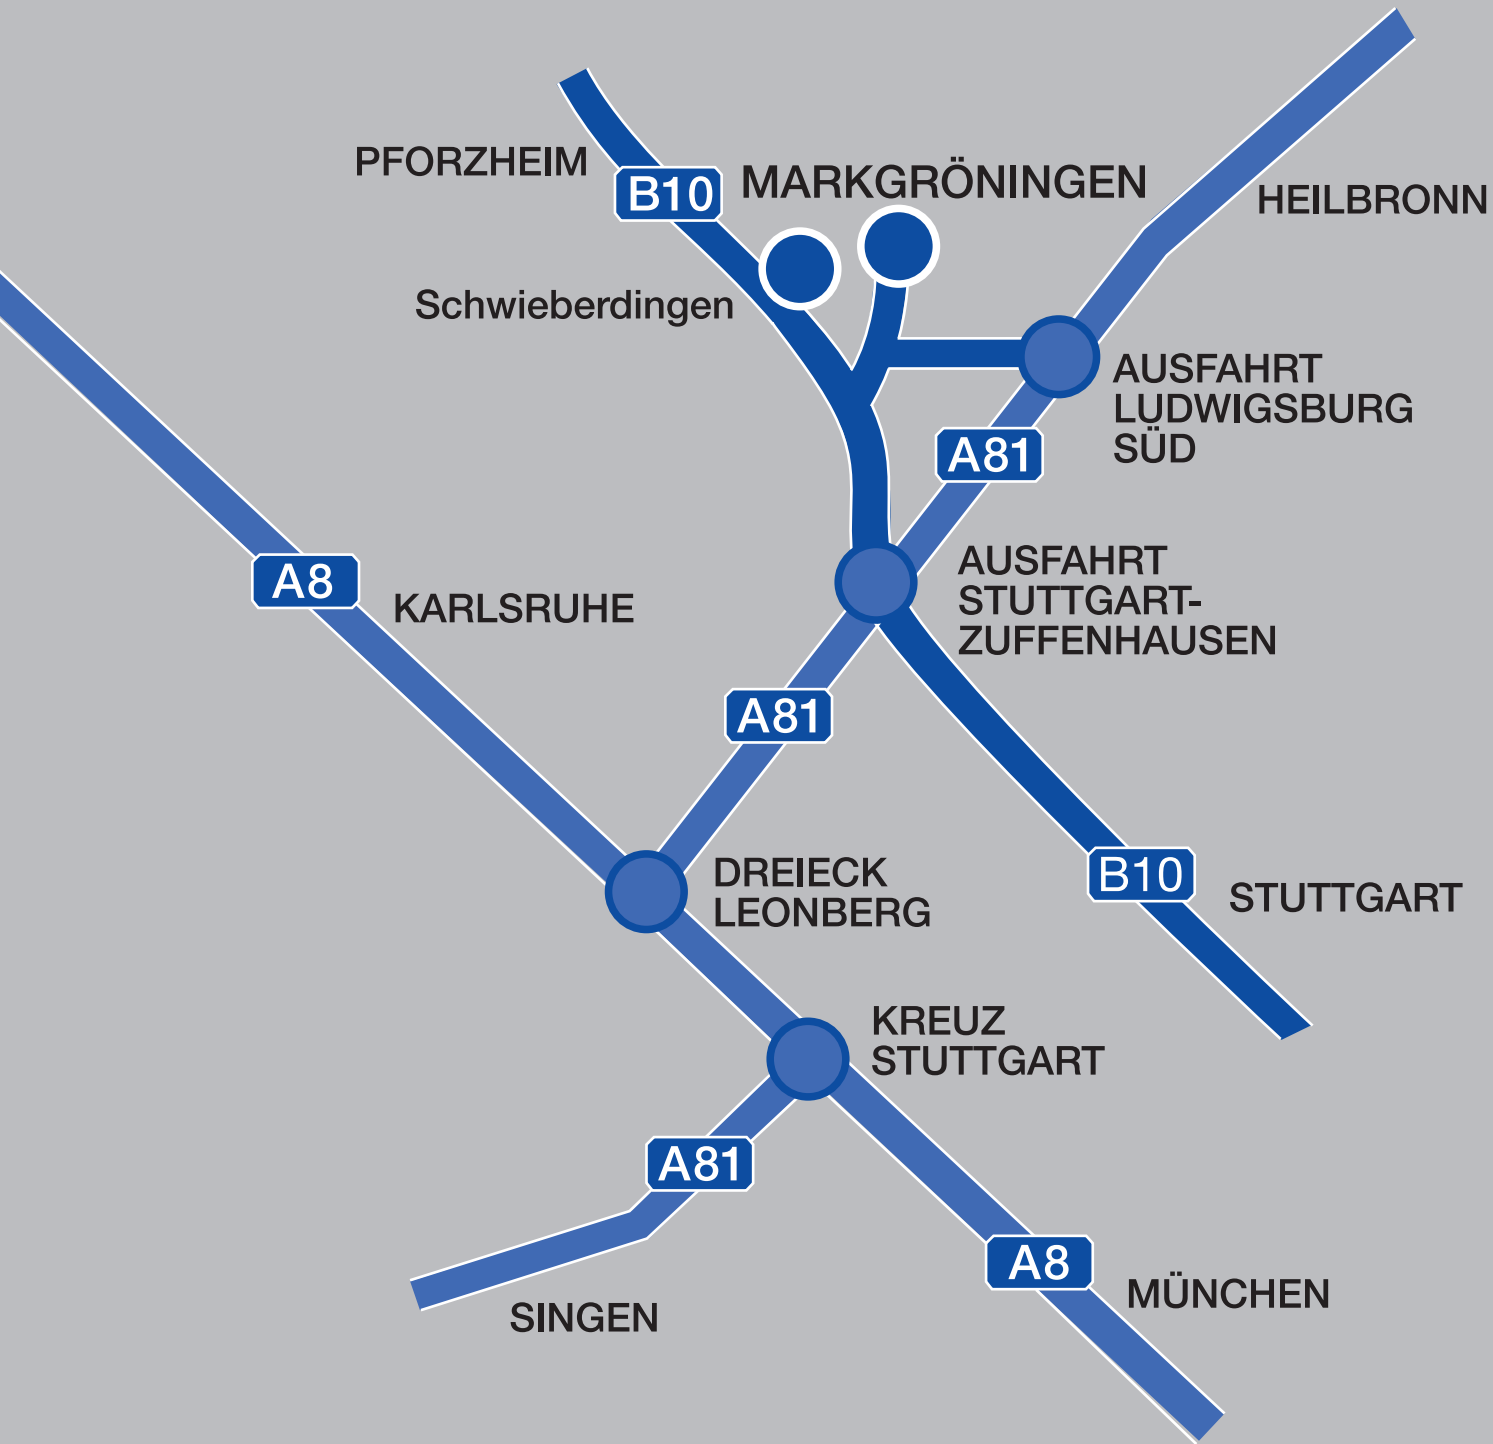 PFORZHEIM
B10
MARKGRÖNINGEN
HEILBRONN
Schwieberdingen
AUSFAHRT
LUDWIGSBURG
SÜD
A81
AUSFAHRT
STUTTGART-
ZUFFENHAUSEN
A8
KARLSRUHE
A81
DREIECK
LEONBERG
B10
STUTTGART
KREUZ
STUTTGART
A81
A8
MÜNCHEN
SINGEN